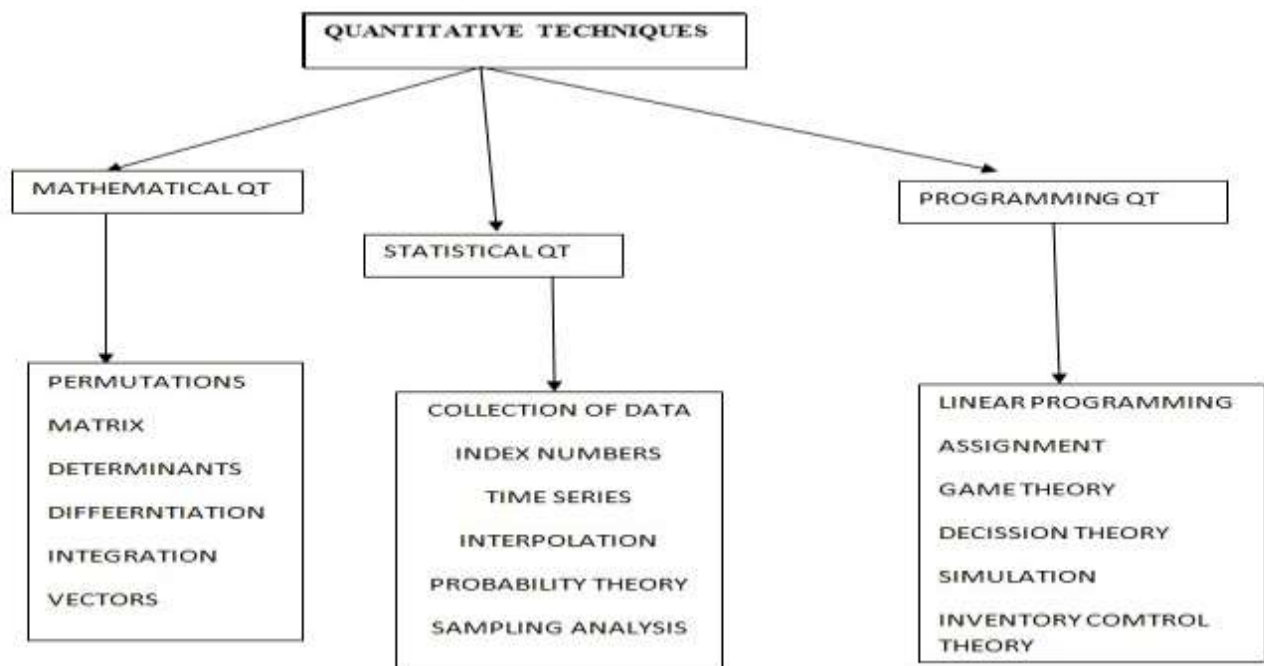 QUANTITATIVE TECHNIQUES
MATHEMATICAL QT
STATISTICAL QT
PROGRAMMING QT
PERMUTATIONS
MATRIX
DETERMINANTS
DIFFEERNTIATION
INTEGRATION
VECTORS
COLLECTION OF DATA
INDEX NUMBERS
TIME SERIES
INTERPOLATION
PROBABILITY THEORY
SAMPLING ANALYSIS
LINEAR PROGRAMMING
ASSIGNMENT
GAME THEORY
DECISSION THEORY
SIMULATION
INVENTORY COMTROL
THEORY